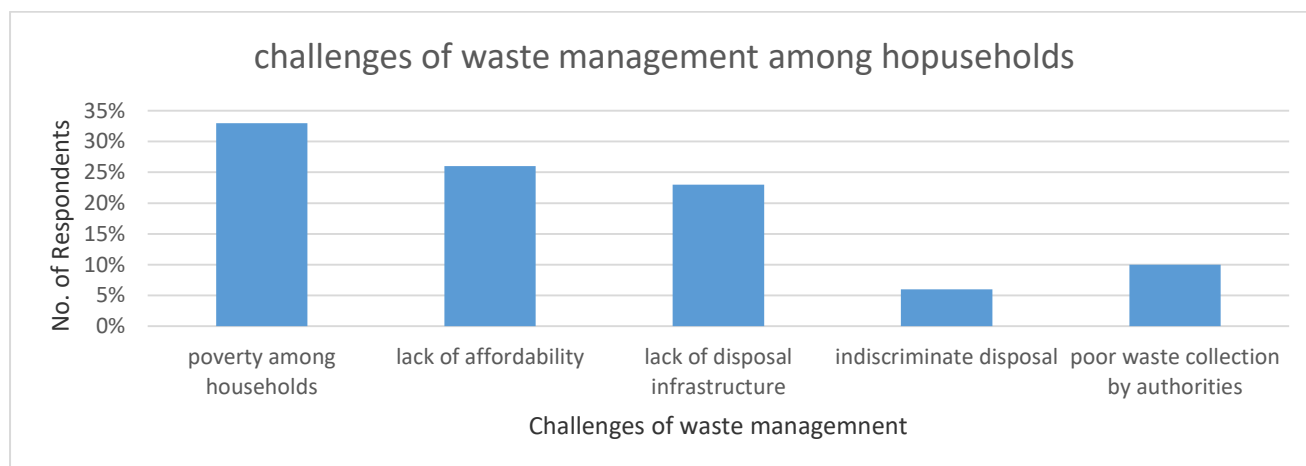 challenges of waste management among hopuseholds
No. of Respondents
35%
30%
25%
20%
15%
10%
5%
0%
poverty among
households
lack of affordability
lack of disposal
infrastructure
indiscriminate disposal
poor waste collection
by authorities
Challenges of waste managemnent